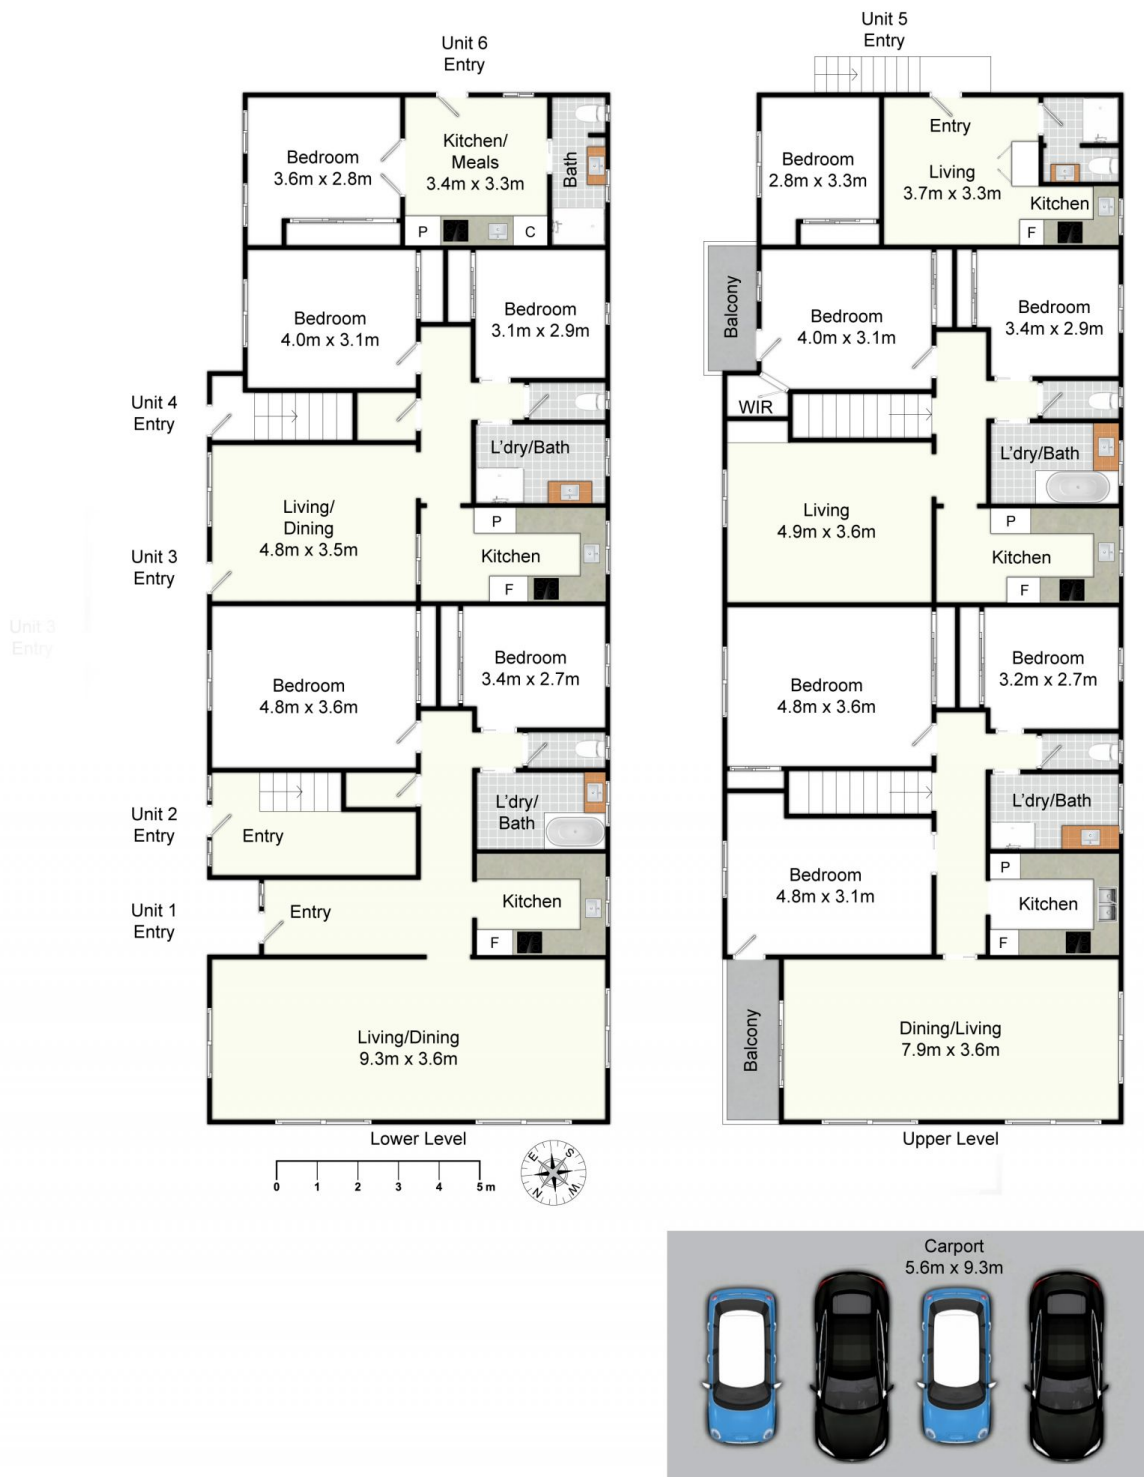 Unit 6
Entry
Bedroom
3.6m x 2.8m
Kitchen/
Meals
3.4m x 3.3m
Bath
P
C
Bedroom
4.0m x 3.1m
Bedroom
3.1m x 2.9m
Unit 4
Entry
L'dry/Bath
Living/
Dining
4.8m x 3.5m
P
Kitchen
F
Unit 3
Entry
Unit 3
Entry
Bedroom
4.8m x 3.6m
Bedroom
3.4m x 2.7m
Unit 2
Entry
Entry
L'dry/
Bath
Unit 1
Entry
Entry
Kitchen
F
Living/Dining
9.3m x 3.6m
Lower Level
0 1 2 3 4 5 m
E
S
N
W
Unit 5
Entry
Bedroom
2.8m x 3.3m
Entry
Living
3.7m x 3.3m
Kitchen
F
Balcony
Bedroom
4.0m x 3.1m
Bedroom
3.4m x 2.9m
WIR
L'dry/Bath
Living
4.9m x 3.6m
P
Kitchen
F
Bedroom
4.8m x 3.6m
Bedroom
3.2m x 2.7m
L'dry/Bath
Bedroom
4.8m x 3.1m
P
Kitchen
F
Balcony
Dining/Living
7.9m x 3.6m
Upper Level
Carport
5.6m x 9.3m